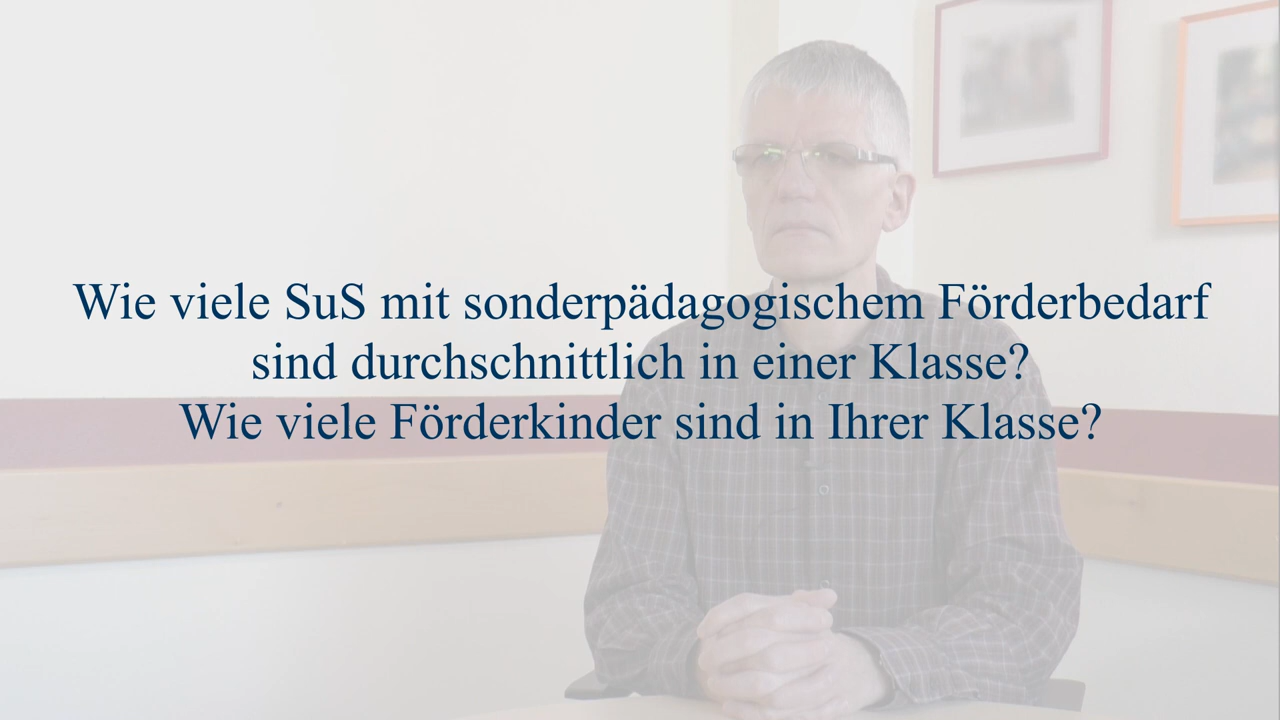 Wie viele SuS mit sonderpädagogischem Förderbedarf
sind durchschnittlich in einer Klasse?
Wie viele Förderkinder sind in Ihrer Klasse?